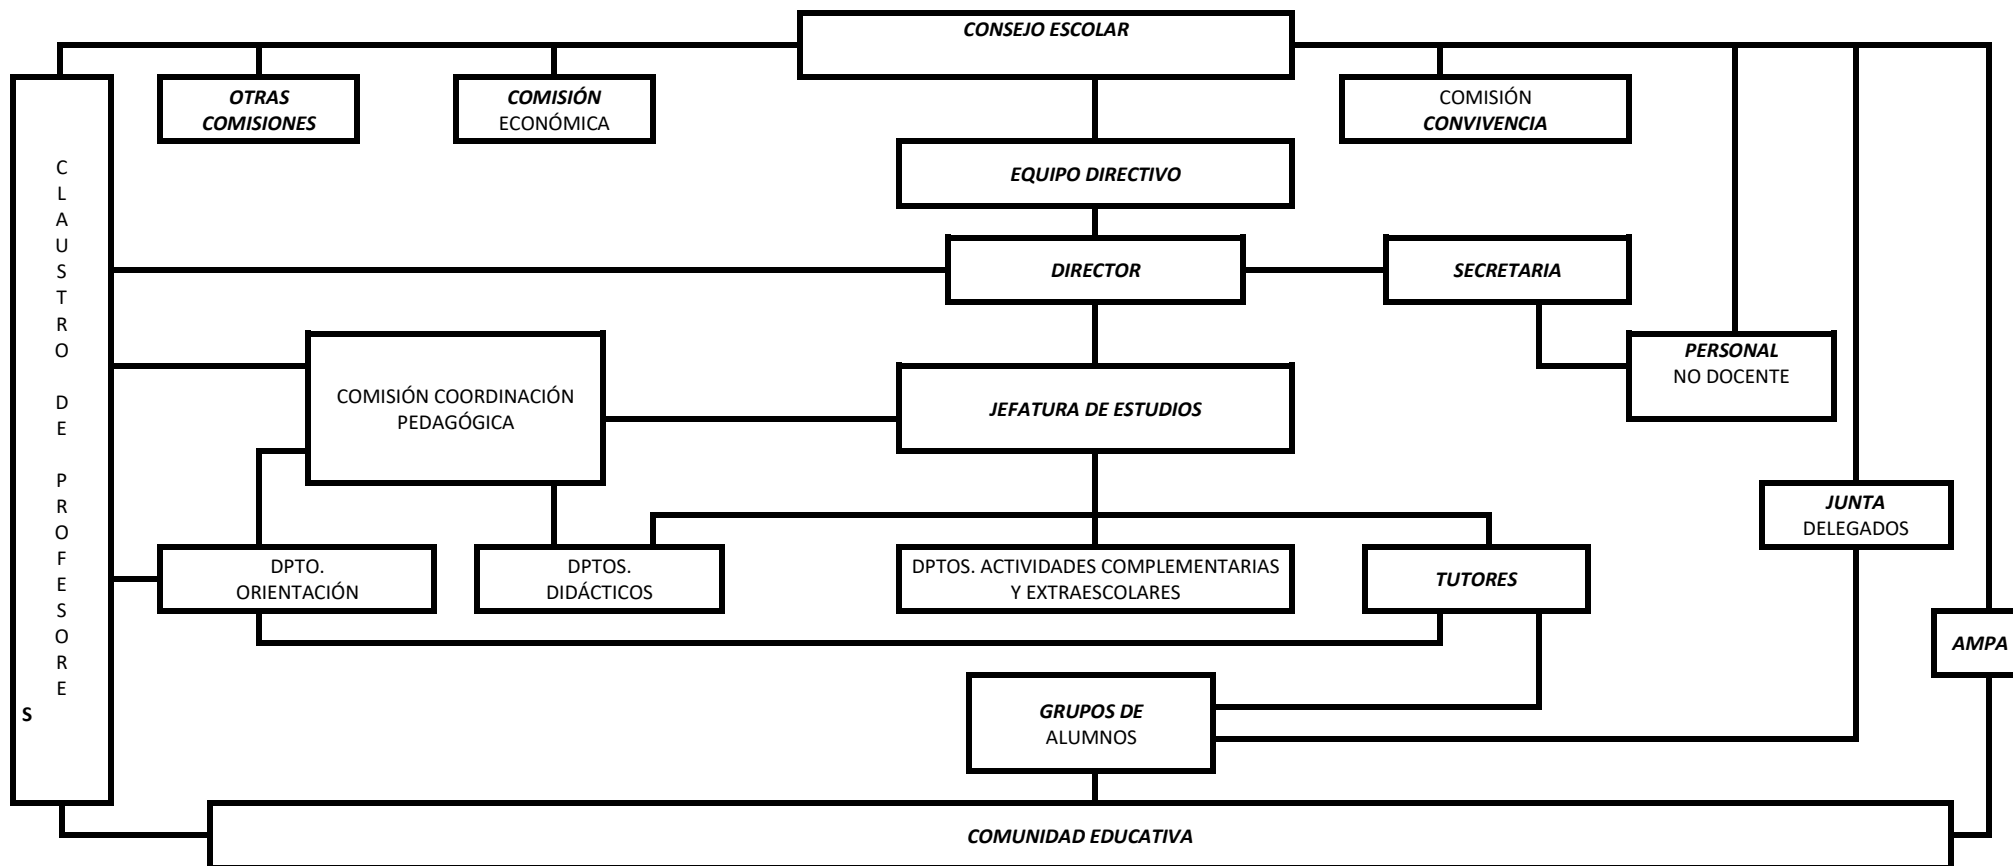 CONSEJO ESCOLAR
OTRAS
COMISIONES
COMISIÓN
ECONÓMICA
COMISIÓN
CONVIVENCIA
EQUIPO DIRECTIVO
C
L
A
U
S
T
R
O
D
E
P
R
O
F
E
S
O
R
E
S
DIRECTOR
SECRETARIA
PERSONAL
NO DOCENTE
COMISIÓN COORDINACIÓN
PEDAGÓGICA
JEFATURA DE ESTUDIOS
JUNTA
DELEGADOS
DPTO.
ORIENTACIÓN
DPTOS.
DIDÁCTICOS
DPTOS. ACTIVIDADES COMPLEMENTARIAS
Y EXTRAESCOLARES
TUTORES
AMPA
GRUPOS DE
ALUMNOS
COMUNIDAD EDUCATIVA